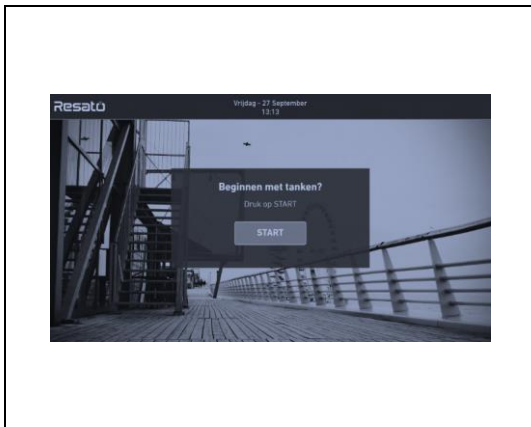 Resato
Vrijdag - 27 September
13:13
Beginnen met tanken?
Druk op START
START